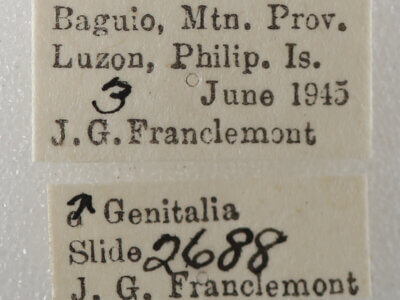 Baguio, Mtn. Prov.
Luzon, Philip. Is.
3 June 1945
J. G. Franclemont
♂ Genitalia
Slide 2688
J. G. Franclemont